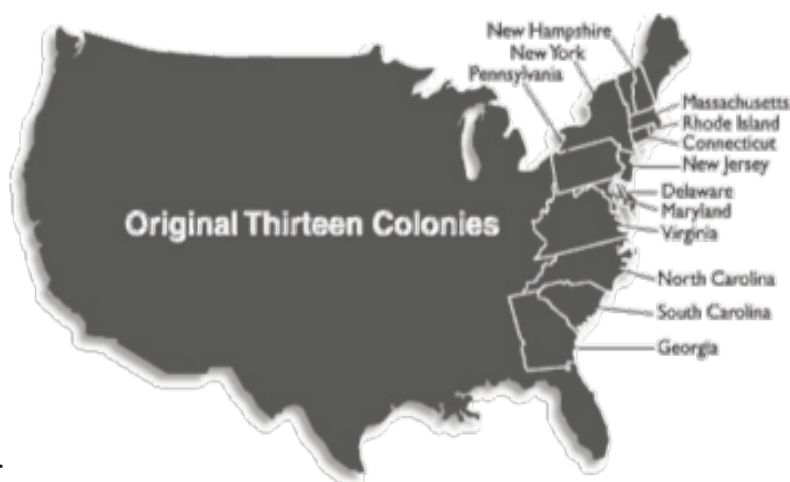 New Hampshire
New York
Pennsylvania
Massachusetts
Rhode Island
Connecticut
New Jersey
Delaware
Maryland
Virginia
Original Thirteen Colonies
North Carolina
South Carolina
Georgia
.